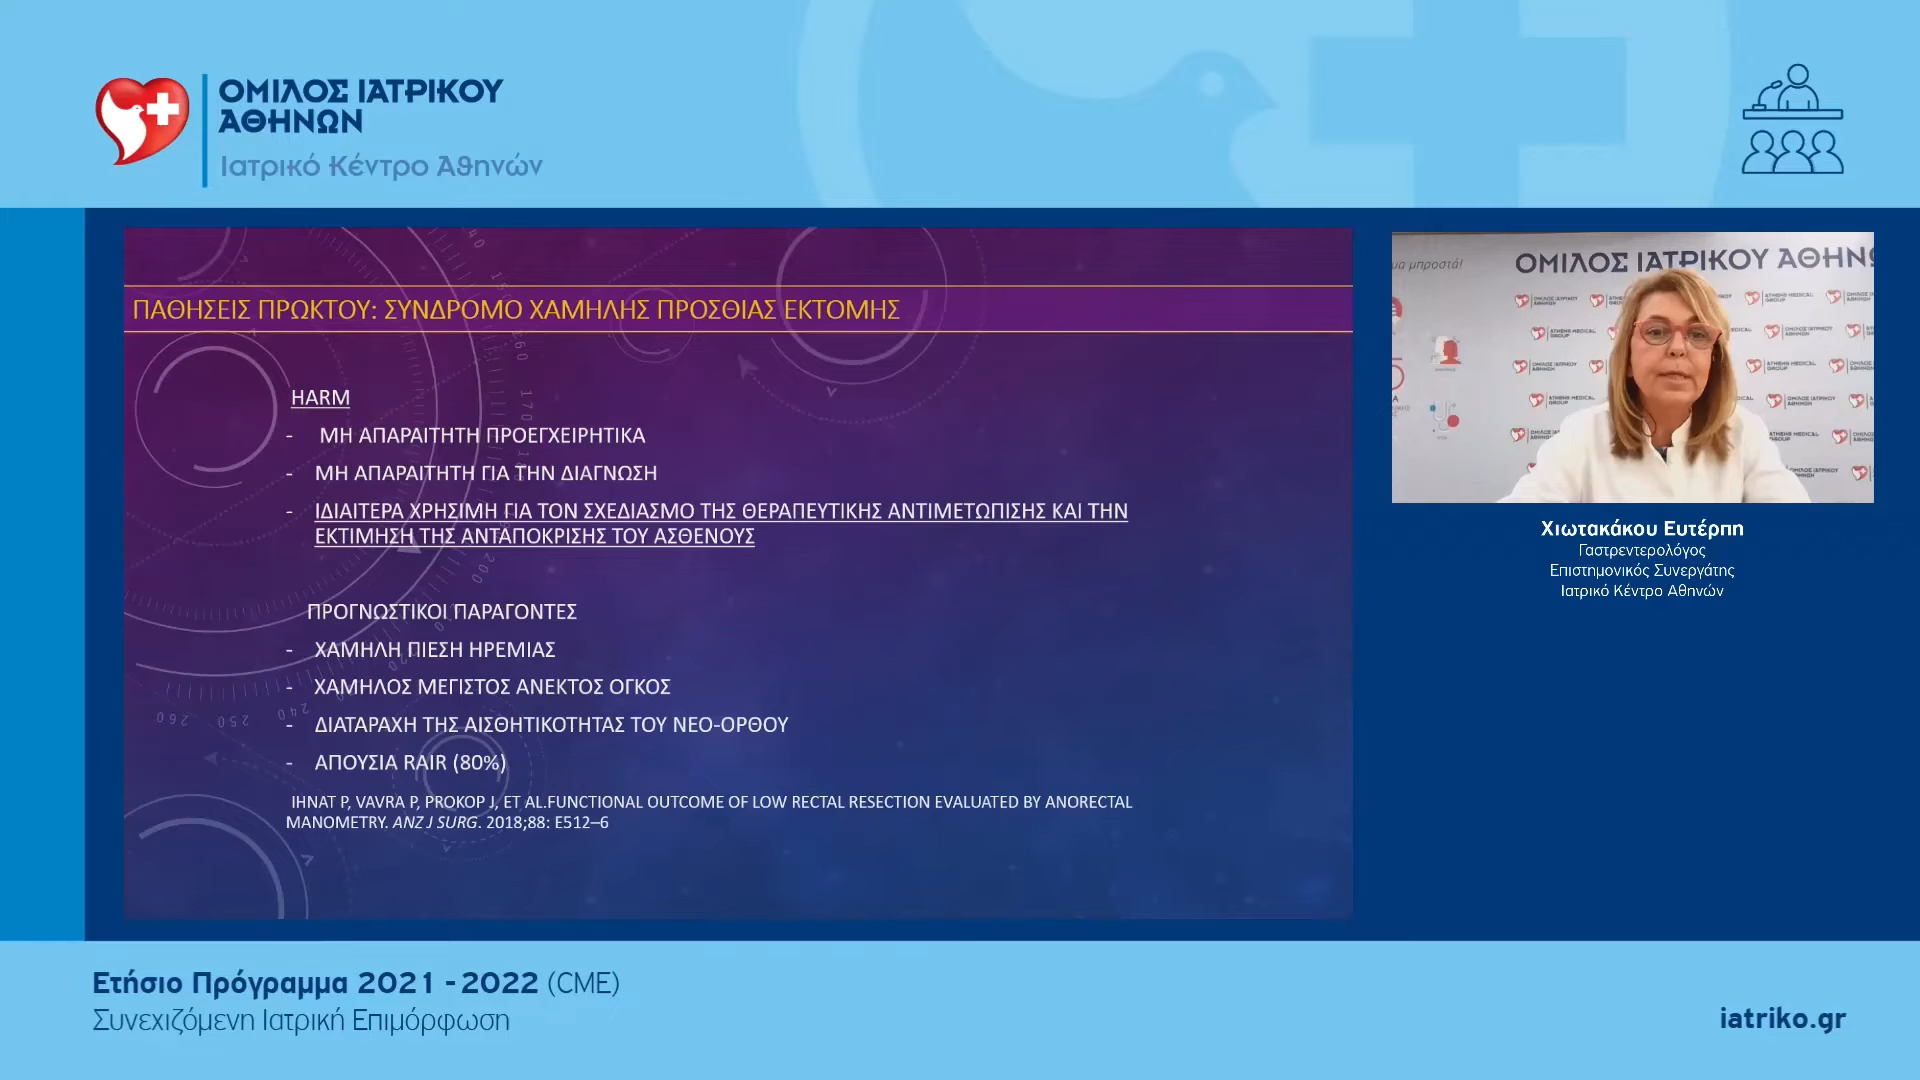 ΟΜΙΛΟΣ ΙΑΤΡΙΚΟΥ
ΑΘΗΝΩΝ
Ιατρικό Κέντρο Αθηνών
ΠΑΘΗΣΕΙΣ ΠΡΩΚΤΟΥ: ΣΥΝΔΡΟΜΟ ΧΑΜΗΛΗΣ ΠΡΟΣΘΙΑΣ ΕΚΤΟΜΗΣ
HARM
- ΜΗ ΑΠΑΡΑΙΤΗΤΗ ΠΡΟΕΓΧΕΙΡΗΤΙΚΑ
- ΜΗ ΑΠΑΡΑΙΤΗΤΗ ΓΙΑ ΤΗΝ ΔΙΑΓΝΩΣΗ
- ΙΔΙΑΙΤΕΡΑ ΧΡΗΣΙΜΗ ΓΙΑ ΤΟΝ ΣΧΕΔΙΑΣΜΟ ΤΗΣ ΘΕΡΑΠΕΥΤΙΚΗΣ ΑΝΤΙΜΕΤΩΠΙΣΗΣ ΚΑΙ ΤΗΝ
ΕΚΤΙΜΗΣΗ ΤΗΣ ΑΝΤΑΠΟΚΡΙΣΗΣ ΤΟΥ ΑΣΘΕΝΟΥΣ
ΠΡΟΓΝΩΣΤΙΚΟΙ ΠΑΡΑΓΟΝΤΕΣ
- ΧΑΜΗΛΗ ΠΙΕΣΗ ΗΡΕΜΙΑΣ
- ΧΑΜΗΛΟΣ ΜΕΓΙΣΤΟΣ ΑΝΕΚΤΟΣ ΟΓΚΟΣ
- ΔΙΑΤΑΡΑΧΗ ΤΗΣ ΑΙΣΘΗΤΙΚΟΤΗΤΑΣ ΤΟΥ ΝΕΟ-ΟΡΘΟΥ
- ΑΠΟΥΣΙΑ RAIR (80%)
IHNAT P, VAVRA P, PROKOP J, ET AL.FUNCTIONAL OUTCOME OF LOW RECTAL RESECTION EVALUATED BY ANORECTAL
MANOMETRY. ANZ J SURG. 2018;88: E512–6
μα μπροστά!
ΟΜΙΛΟΣ ΙΑΤΡΙΚΟΥ ΑΘΗΝ
Χιωτακάκου Ευτέρπη
Γαστρεντερολόγος
Επιστημονικός Συνεργάτης
Ιατρικό Κέντρο Αθηνών
Ετήσιο Πρόγραμμα 2021 - 2022 (CME)
Συνεχιζόμενη Ιατρική Επιμόρφωση
iatriko.gr